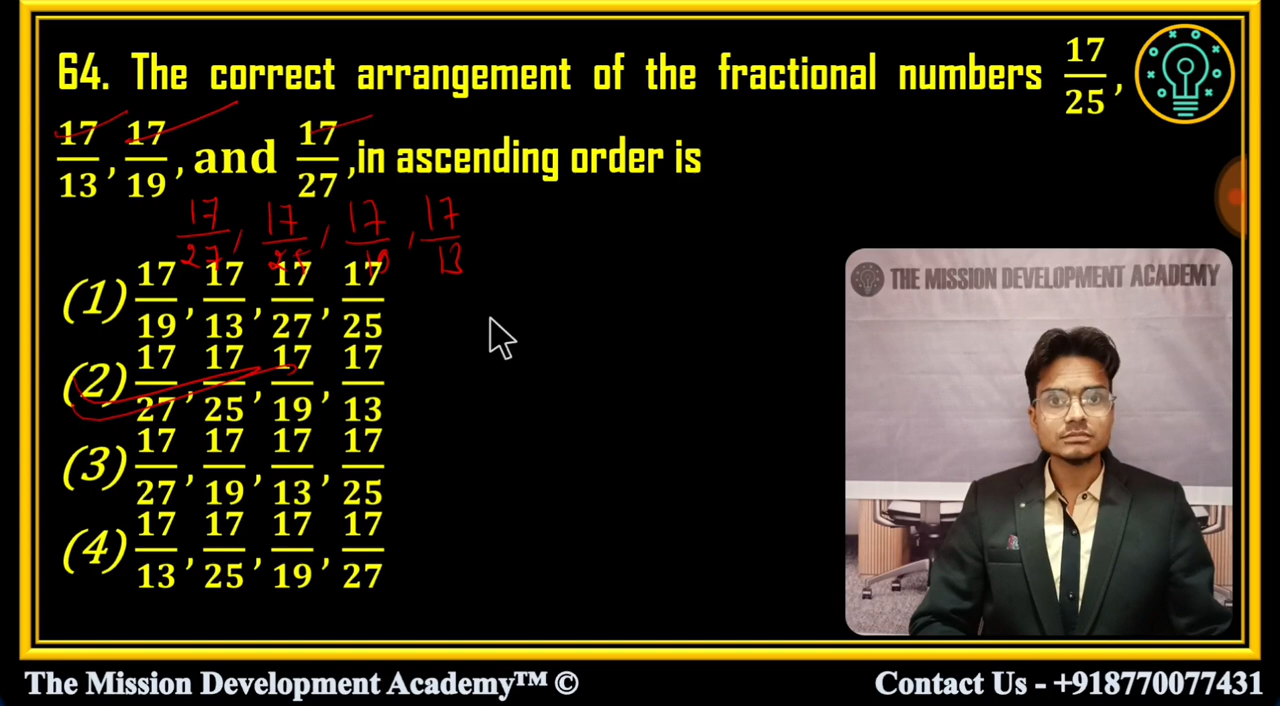 64. The correct arrangement of the fractional numbers 17/25,
17/13, 17/19, and 17/27, in ascending order is
17/27, 17/25, 17/19, 17/13
(1) 17/19, 17/13, 17/27, 17/25
(2) 17/27, 17/25, 17/19, 17/13
(3) 17/27, 17/19, 17/13, 17/25
(4) 17/13, 17/25, 17/19, 17/27
THE MISSION DEVELOPMENT ACADEMY
The Mission Development Academy™ ©
Contact Us - +918770077431